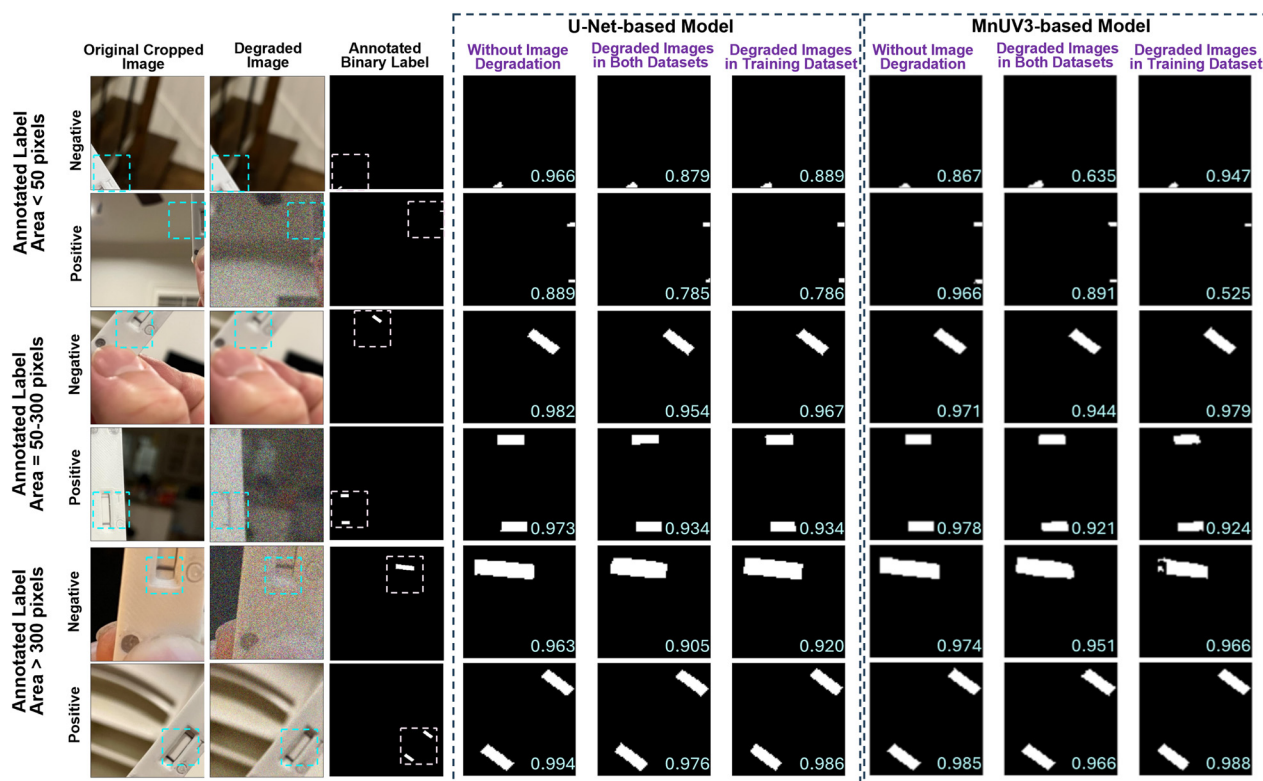 U-Net-based Model
MnUV3-based Model
Original Cropped
Image
Degraded
Image
Annotated
Binary Label
Without Image
Degradation
Degraded Images
in Both Datasets
Degraded Images
in Training Dataset
Without Image
Degradation
Degraded Images
in Both Datasets
Degraded Images
in Training Dataset
Annotated Label
Area < 50 pixels
Negative
0.966
0.879
0.889
0.867
0.635
0.947
Positive
0.889
0.785
0.786
0.966
0.891
0.525
Annotated Label
Area = 50-300 pixels
Negative
0.982
0.954
0.967
0.971
0.944
0.979
Positive
0.973
0.934
0.934
0.978
0.921
0.924
Annotated Label
Area > 300 pixels
Negative
0.963
0.905
0.920
0.974
0.951
0.966
Positive
0.994
0.976
0.986
0.985
0.966
0.988